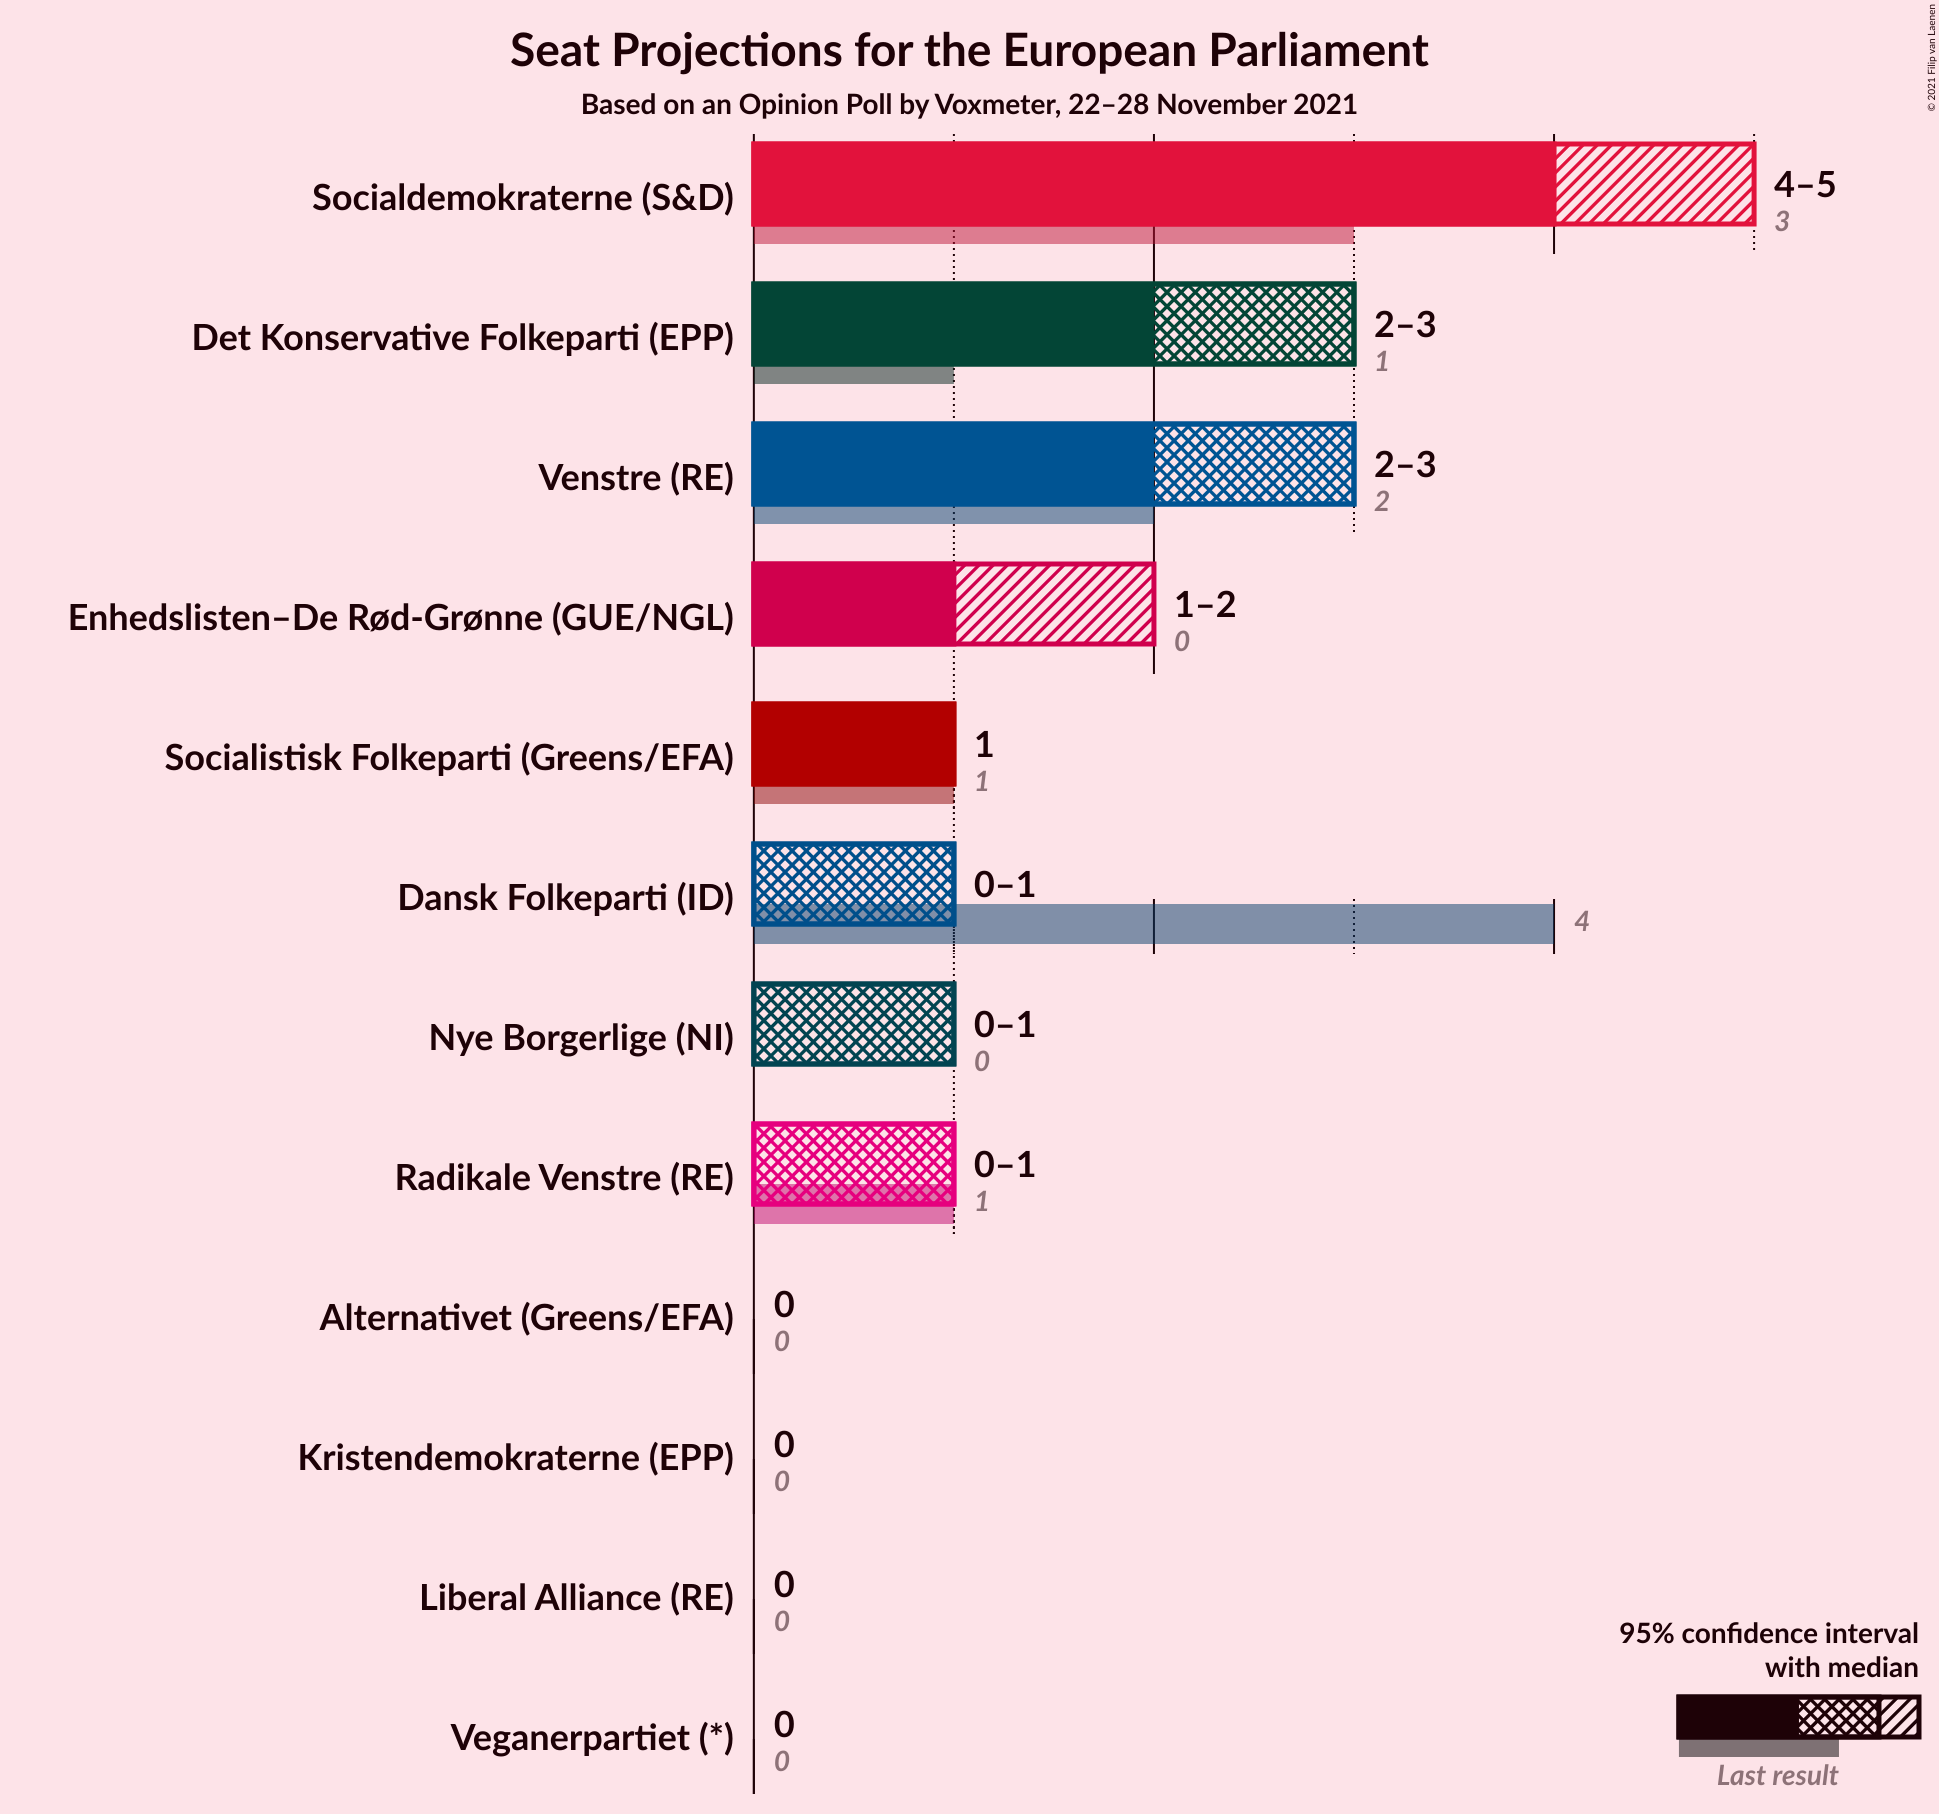 Seat Projections for the European Parliament
Based on an Opinion Poll by Voxmeter, 22–28 November 2021
© 2021 Filip van Laenen
Socialdemokraterne (S&D)
4–5
3
Det Konservative Folkeparti (EPP)
2–3
1
Venstre (RE)
2–3
2
Enhedslisten–De Rød-Grønne (GUE/NGL)
1–2
0
Socialistisk Folkeparti (Greens/EFA)
1
1
Dansk Folkeparti (ID)
0–1
4
Nye Borgerlige (NI)
0–1
0
Radikale Venstre (RE)
0–1
1
Alternativet (Greens/EFA)
0
0
Kristendemokraterne (EPP)
0
0
Liberal Alliance (RE)
0
0
Veganerpartiet (*)
0
0
95% confidence interval
with median
Last result